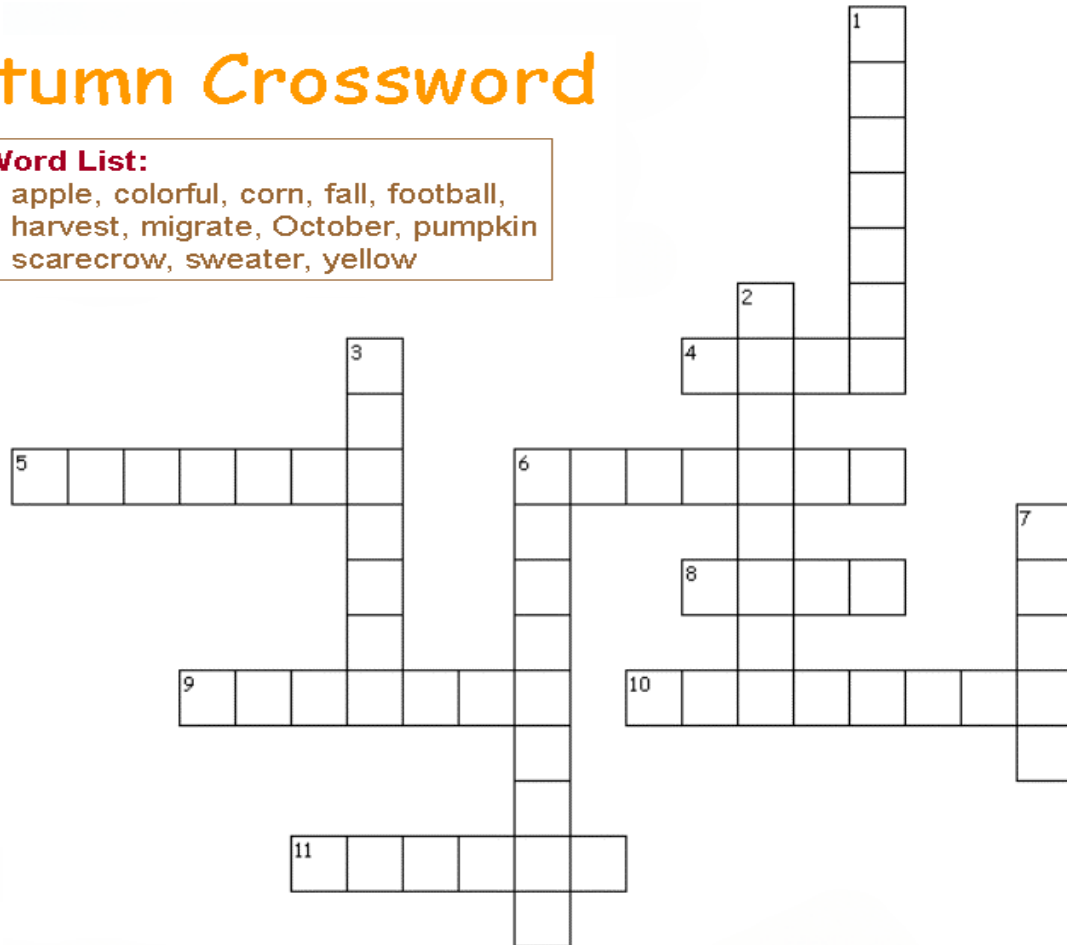 tumn Crossword
Word List:
apple, colorful, corn, fall, football,
harvest, migrate, October, pumpkin
scarecrow, sweater, yellow
1
2
3
4
5
6
7
8
9
10
11